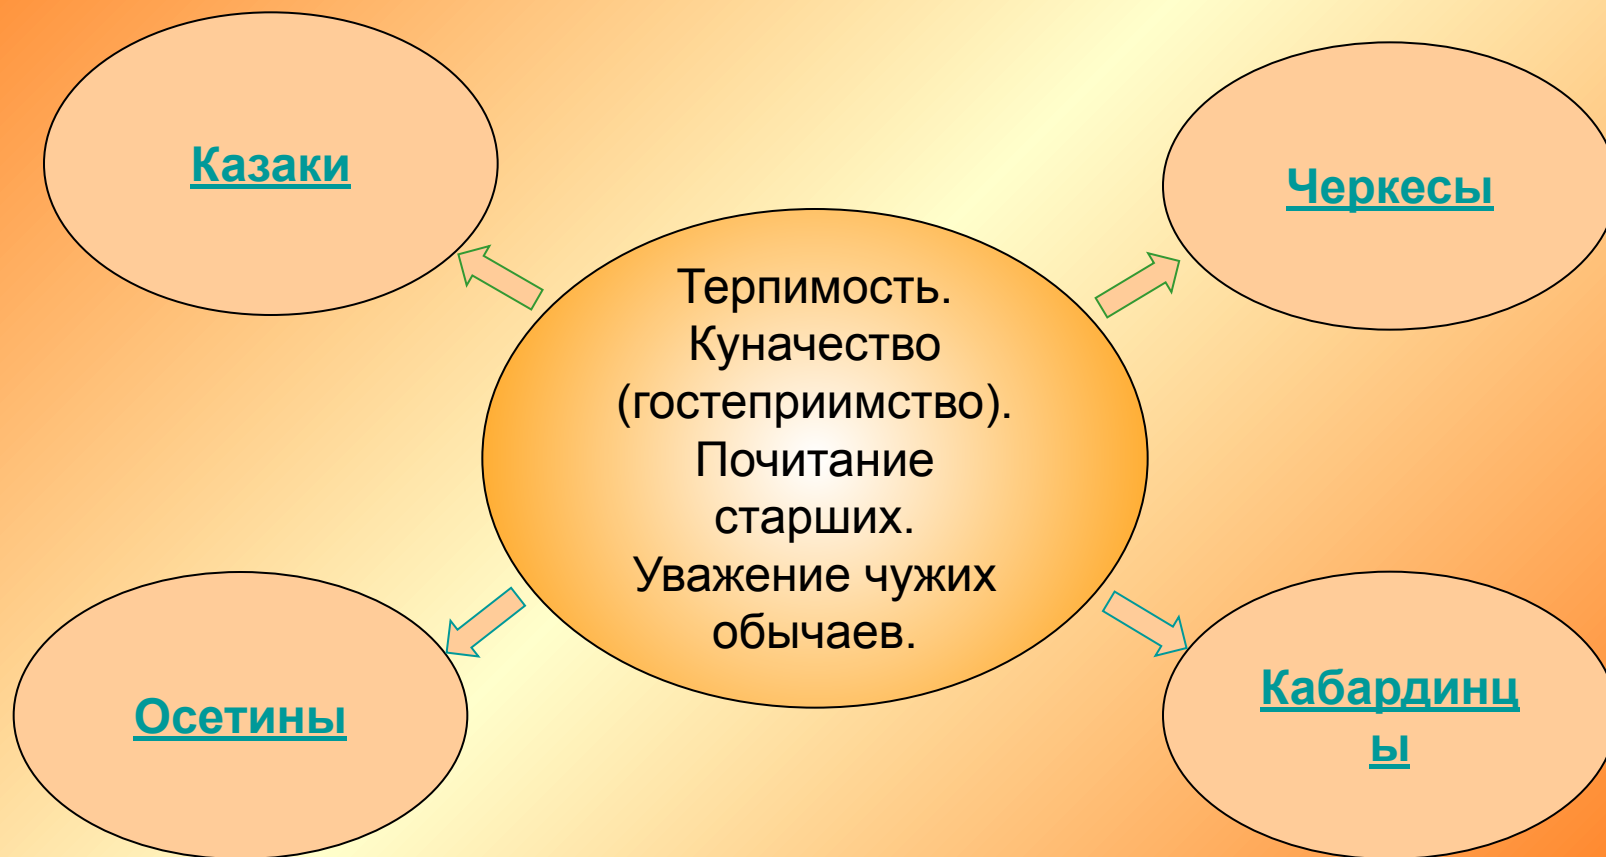 Казаки
Черкесы
Терпимость.
Куначество
(гостеприимство).
Почитание
старших.
Уважение чужих
обычаев.
Осетины
Кабардинц
ы